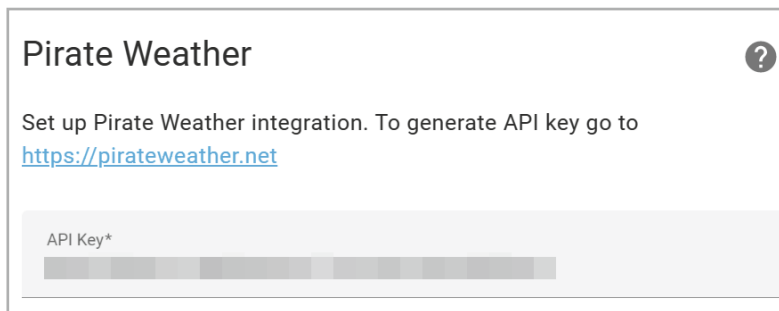 Pirate Weather
Set up Pirate Weather integration. To generate API key go to
https://pirateweather.net
API Key*